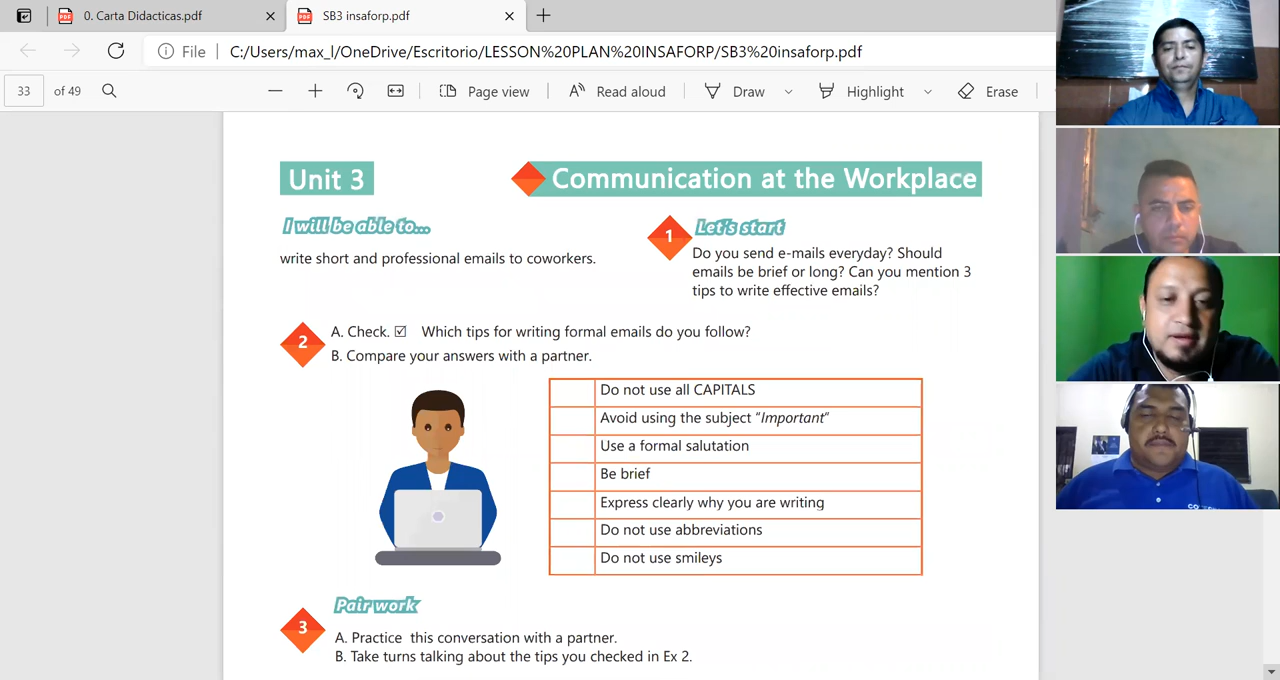 0. Carta Didacticas.pdf
SB3 insaforp.pdf
File
C:/Users/max_l/OneDrive/Escritorio/LESSON%20PLAN%20INSAFORP/SB3%20insaforp.pdf
33 of 49
Page view
Read aloud
Draw
Highlight
Erase
Unit 3
Communication at the Workplace
I will be able to...
write short and professional emails to coworkers.
1
Let's start
Do you send e-mails everyday? Should
emails be brief or long? Can you mention 3
tips to write effective emails?
2
A. Check. ☑ Which tips for writing formal emails do you follow?
B. Compare your answers with a partner.
Do not use all CAPITALS
Avoid using the subject “Important”
Use a formal salutation
Be brief
Express clearly why you are writing
Do not use abbreviations
Do not use smileys
3
Pair work
A. Practice this conversation with a partner.
B. Take turns talking about the tips you checked in Ex 2.